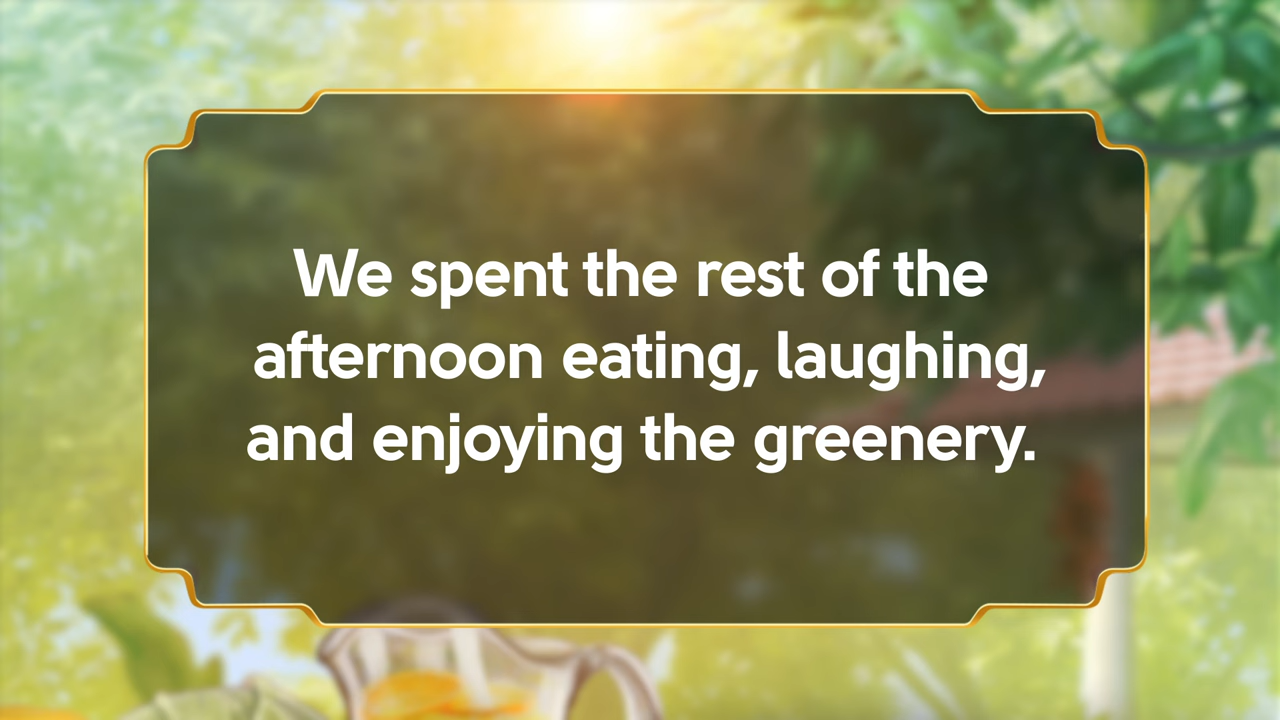 We spent the rest of the
afternoon eating, laughing,
and enjoying the greenery.